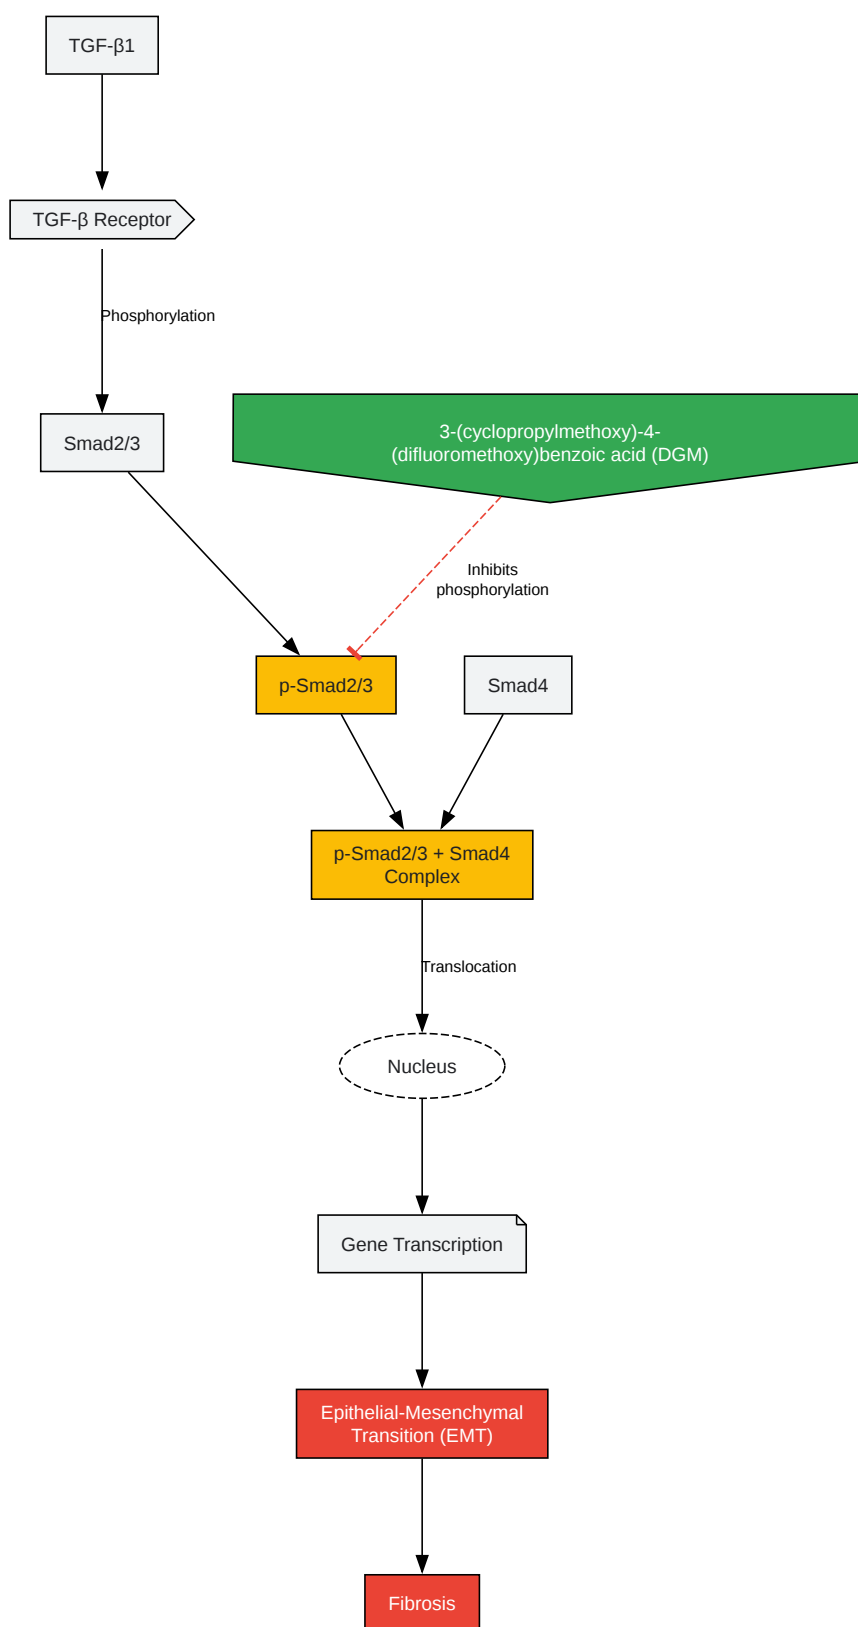 TGF-β1
TGF-β Receptor
Phosphorylation
Smad2/3
3-(cyclopropylmethoxy)-4-
(difluoromethoxy)benzoic acid (DGM)
Inhibits
phosphorylation
p-Smad2/3
Smad4
p-Smad2/3 + Smad4
Complex
Translocation
Nucleus
Gene Transcription
Epithelial-Mesenchymal
Transition (EMT)
Fibrosis